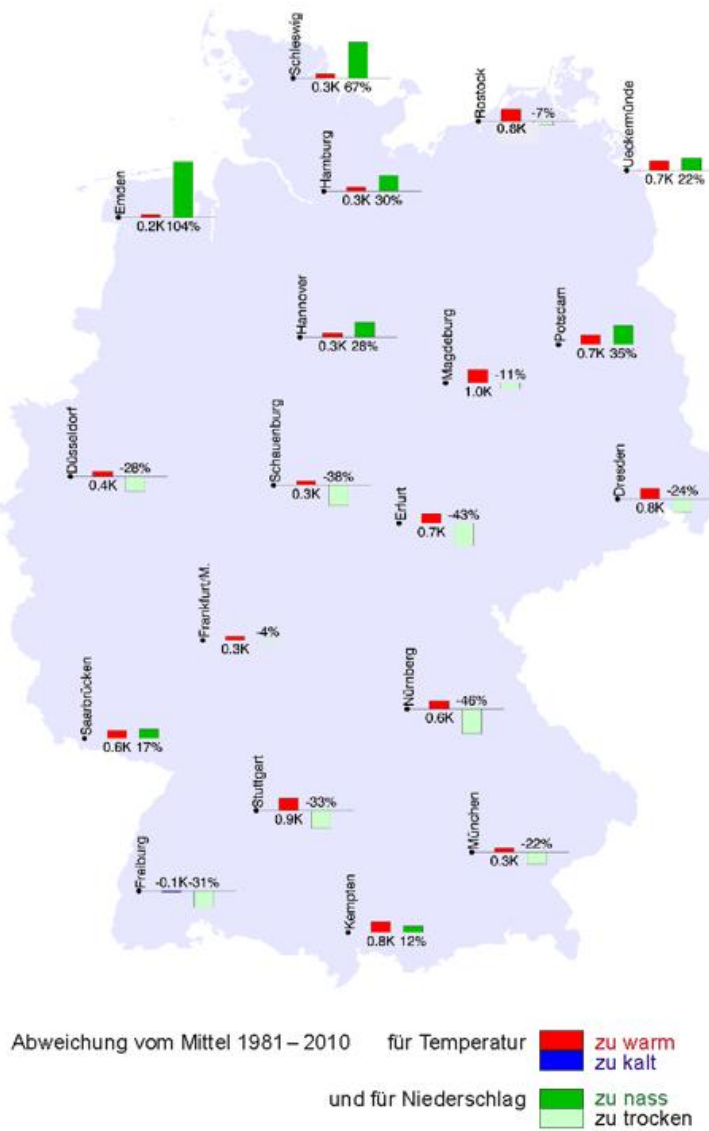 Schleswig
0.3K 67%
Rostock
-7%
0.8K
Ueckermünde
0.7K 22%
Hamburg
0.3K 30%
Emden
0.2K 104%
Hannover
0.3K 28%
Potsdam
0.7K 35%
Magdeburg
-11%
1.0K
Düsseldorf
-28%
0.4K
Schauenburg
-38%
0.3K
Erfurt
-43%
0.7K
Dresden
-24%
0.8K
Frankfurt/M.
-4%
0.3K
Nürnberg
-46%
0.6K
Saarbrücken
0.6K 17%
Stuttgart
-33%
0.9K
München
-22%
0.3K
Freiburg
-0.1K -31%
Kempten
0.8K 12%
Abweichung vom Mittel 1981 – 2010 für Temperatur zu warm
zu kalt
und für Niederschlag zu nass
zu trocken